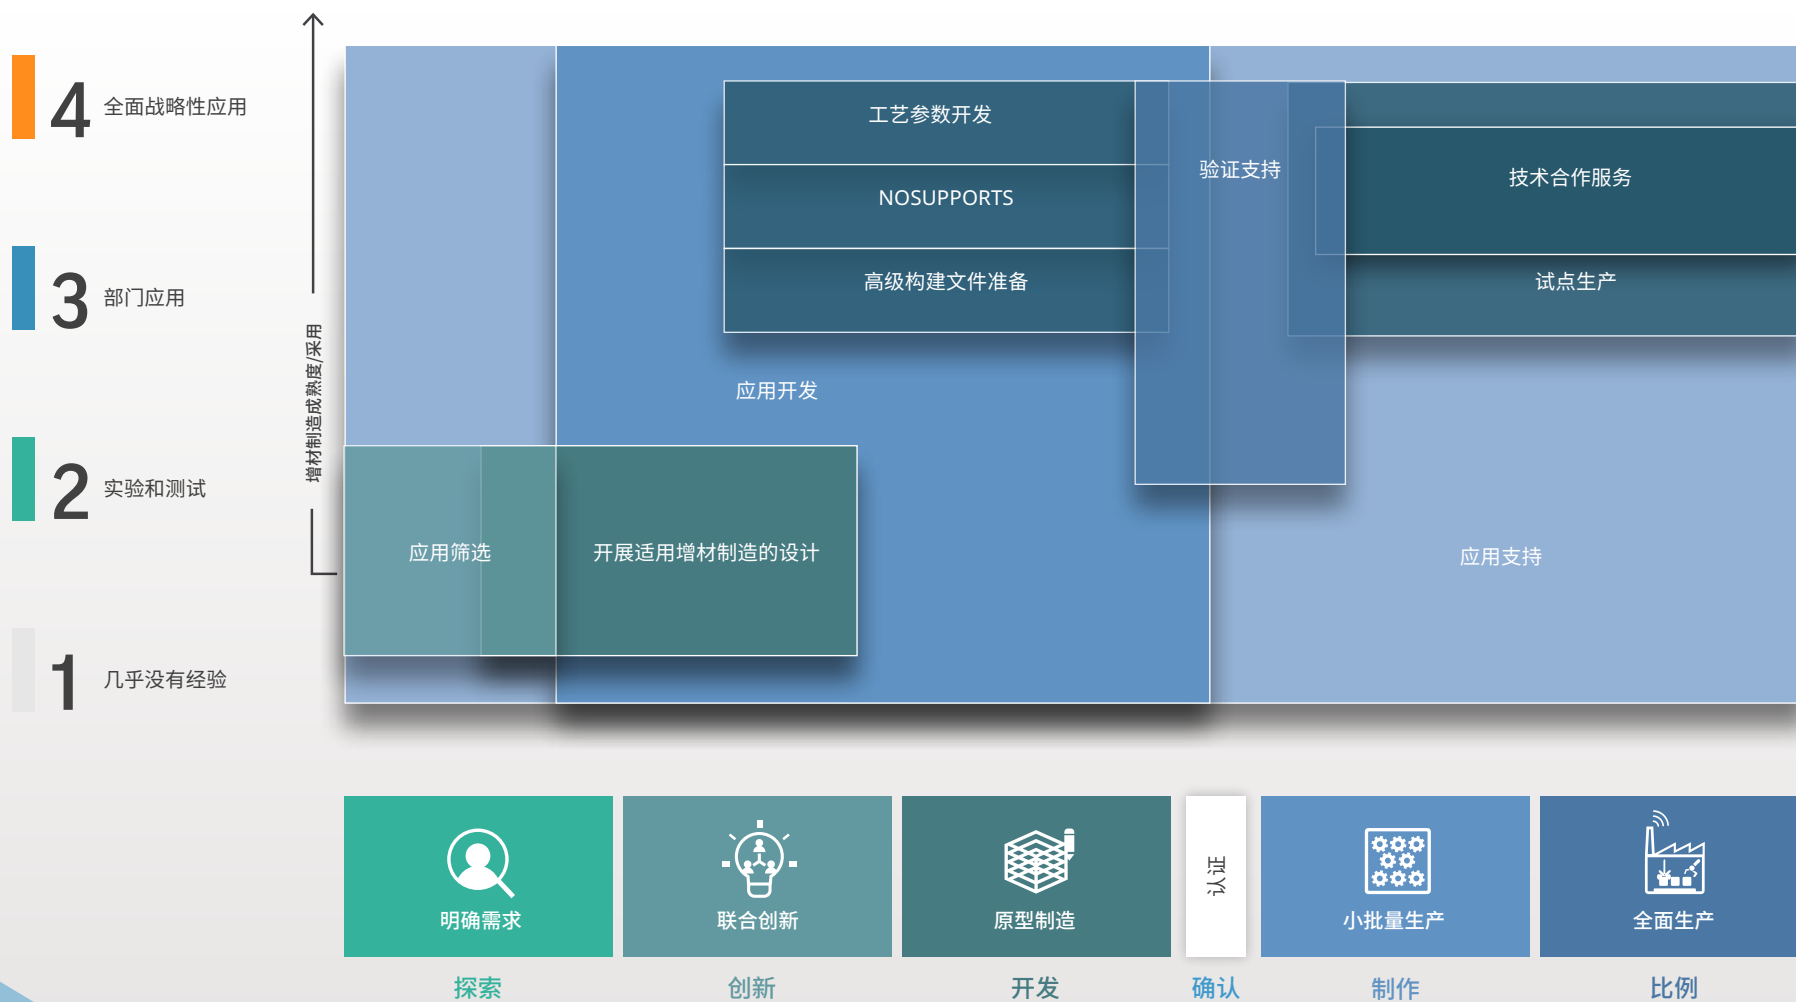 4 全面战略性应用
3 部门应用
2 实验和测试
1 几乎没有经验
增材制造成熟度/采用
工艺参数开发
NOSUPPORTS
高级构建文件准备
验证支持
技术合作服务
试点生产
应用开发
应用筛选
开展适用增材制造的设计
应用支持
明确需求
联合创新
原型制造
认证
小批量生产
全面生产
探索
创新
开发
确认
制作
比例